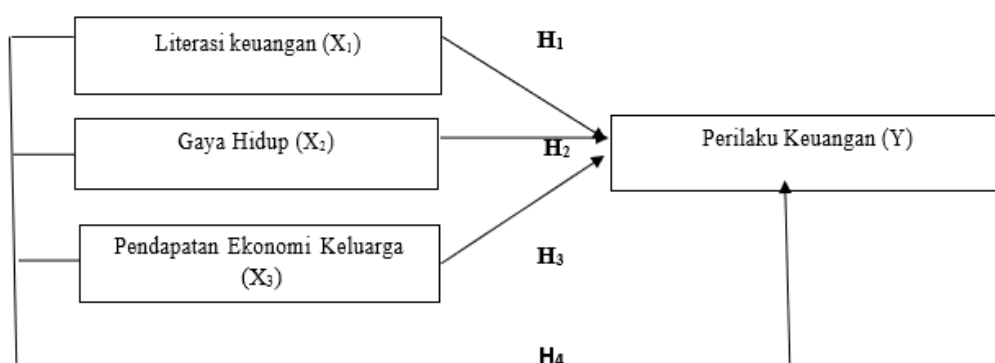 Literasi keuangan (X₁)
H₁
Gaya Hidup (X₂)
H₂
Perilaku Keuangan (Y)
Pendapatan Ekonomi Keluarga
(X₃)
H₃
H₄